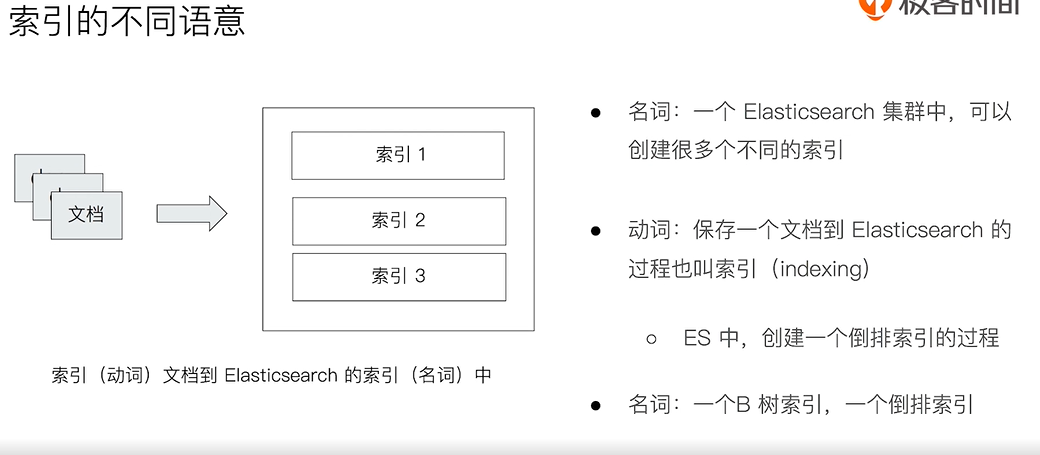 索引的不同语意
极客时间
● 名词：一个 Elasticsearch 集群中，可以
创建很多个不同的索引
● 动词：保存一个文档到 Elasticsearch 的
过程也叫索引（indexing）
○ ES 中，创建一个倒排索引的过程
● 名词：一个B 树索引，一个倒排索引
文档
索引 1
索引 2
索引 3
索引（动词）文档到 Elasticsearch 的索引（名词）中